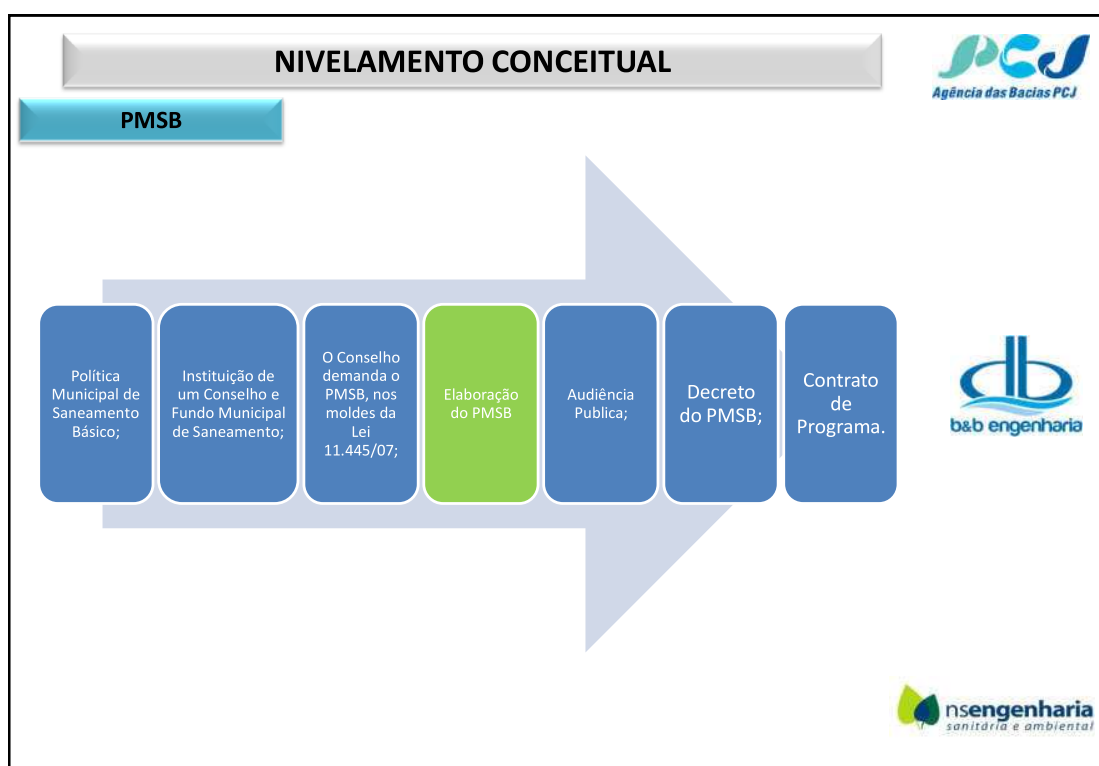 NIVELAMENTO CONCEITUAL
PCJ
Agência das Bacias PCJ
PMSB
Política
Municipal de
Saneamento
Básico;
Instituição de
um Conselho e
Fundo Municipal
de Saneamento;
O Conselho
demanda o
PMSB, nos
moldes da
Lei
11.445/07;
Elaboração
do PMSB
Audiência
Publica;
Decreto
do PMSB;
Contrato
de
Programa.
b&b engenharia
nsengenharia
sanitária e ambiental